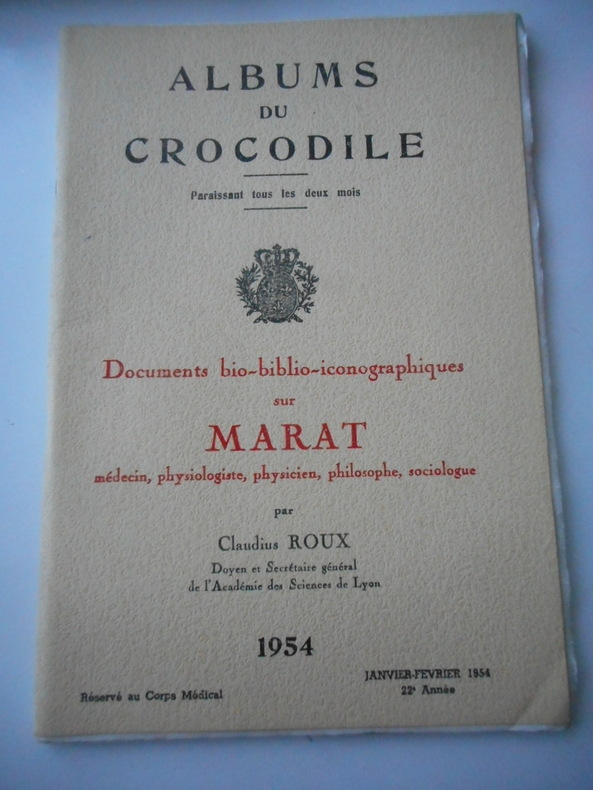 ALBUMS
DU
CROCODILE
Paraissant tous les deux mois
Documents bio-biblio-iconographiques
sur
MARAT
médecin, physiologiste, physicien, philosophe, sociologue
par
Claudius ROUX
Doyen et Secrétaire général
de l'Académie des Sciences de Lyon
1954
JANVIER-FEVRIER 1954
22e Année
Réservé au Corps Médical